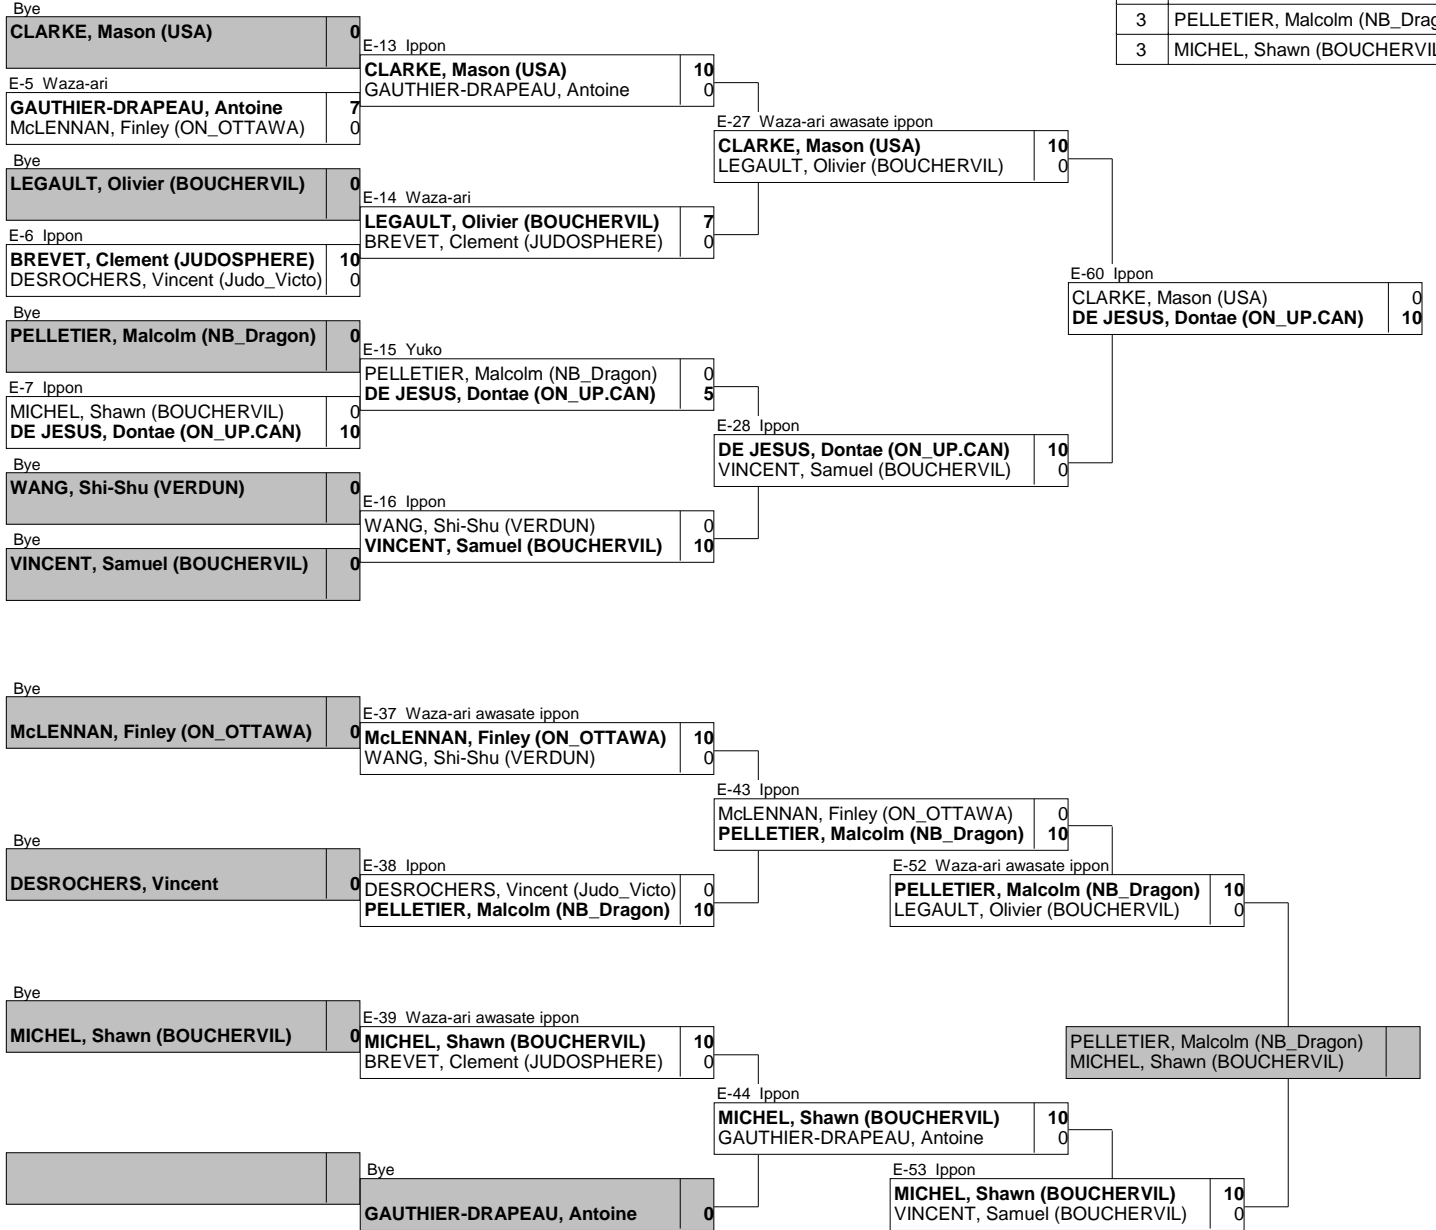 Bye
CLARKE, Mason (USA) 0
E-5 Waza-ari
GAUTHIER-DRAPEAU, Antoine 7
McLENNAN, Finley (ON_OTTAWA) 0
Bye
LEGAULT, Olivier (BOUCHERVIL) 0
E-6 Ippon
BREVET, Clement (JUDOSPHERE) 10
DESROCHERS, Vincent (Judo_Victo) 0
Bye
PELLETIER, Malcolm (NB_Dragon) 0
E-7 Ippon
MICHEL, Shawn (BOUCHERVIL) 0
DE JESUS, Dontae (ON_UP.CAN) 10
Bye
WANG, Shi-Shu (VERDUN) 0
Bye
VINCENT, Samuel (BOUCHERVIL) 0
E-13 Ippon
CLARKE, Mason (USA) 10
GAUTHIER-DRAPEAU, Antoine 0
E-14 Waza-ari
LEGAULT, Olivier (BOUCHERVIL) 7
BREVET, Clement (JUDOSPHERE) 0
E-15 Yuko
PELLETIER, Malcolm (NB_Dragon) 0
DE JESUS, Dontae (ON_UP.CAN) 5
E-16 Ippon
WANG, Shi-Shu (VERDUN) 0
VINCENT, Samuel (BOUCHERVIL) 10
E-27 Waza-ari awasate ippon
CLARKE, Mason (USA) 10
LEGAULT, Olivier (BOUCHERVIL) 0
E-28 Ippon
DE JESUS, Dontae (ON_UP.CAN) 10
VINCENT, Samuel (BOUCHERVIL) 0
E-60 Ippon
CLARKE, Mason (USA) 0
DE JESUS, Dontae (ON_UP.CAN) 10
3 PELLETIER, Malcolm (NB_Drag
3 MICHEL, Shawn (BOUCHERVIL
Bye
McLENNAN, Finley (ON_OTTAWA) 0
Bye
DESROCHERS, Vincent 0
Bye
MICHEL, Shawn (BOUCHERVIL) 0
E-37 Waza-ari awasate ippon
McLENNAN, Finley (ON_OTTAWA) 10
WANG, Shi-Shu (VERDUN) 0
E-38 Ippon
DESROCHERS, Vincent (Judo_Victo) 0
PELLETIER, Malcolm (NB_Dragon) 10
E-39 Waza-ari awasate ippon
MICHEL, Shawn (BOUCHERVIL) 10
BREVET, Clement (JUDOSPHERE) 0
Bye
GAUTHIER-DRAPEAU, Antoine 0
E-43 Ippon
McLENNAN, Finley (ON_OTTAWA) 0
PELLETIER, Malcolm (NB_Dragon) 10
E-44 Ippon
MICHEL, Shawn (BOUCHERVIL) 10
GAUTHIER-DRAPEAU, Antoine 0
E-52 Waza-ari awasate ippon
PELLETIER, Malcolm (NB_Dragon) 10
LEGAULT, Olivier (BOUCHERVIL) 0
E-53 Ippon
MICHEL, Shawn (BOUCHERVIL) 10
VINCENT, Samuel (BOUCHERVIL) 0
PELLETIER, Malcolm (NB_Dragon)
MICHEL, Shawn (BOUCHERVIL)